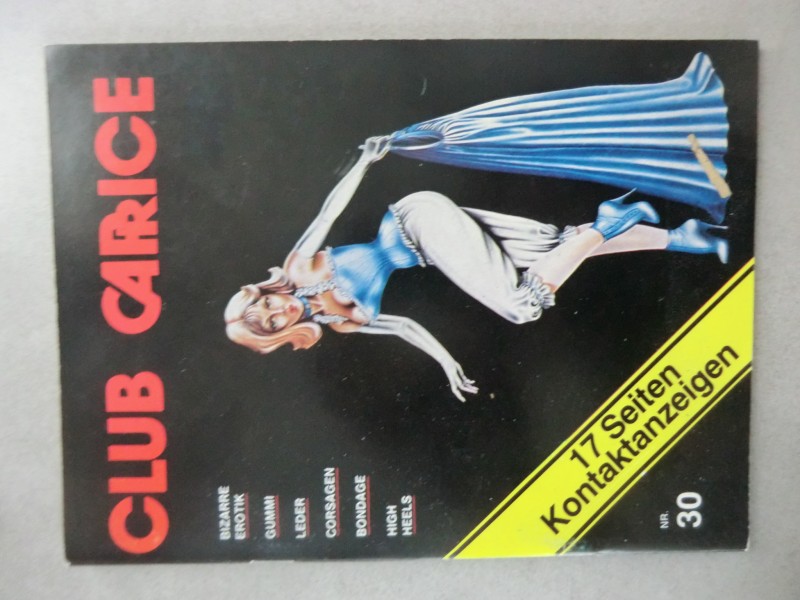 CLUB CAPRICE
BIZARRE
EROTIK
GUMMI
LEDER
CORSAGEN
BONDAGE
HIGH
HEELS
17 Seiten
Kontaktanzeigen
NR.
30